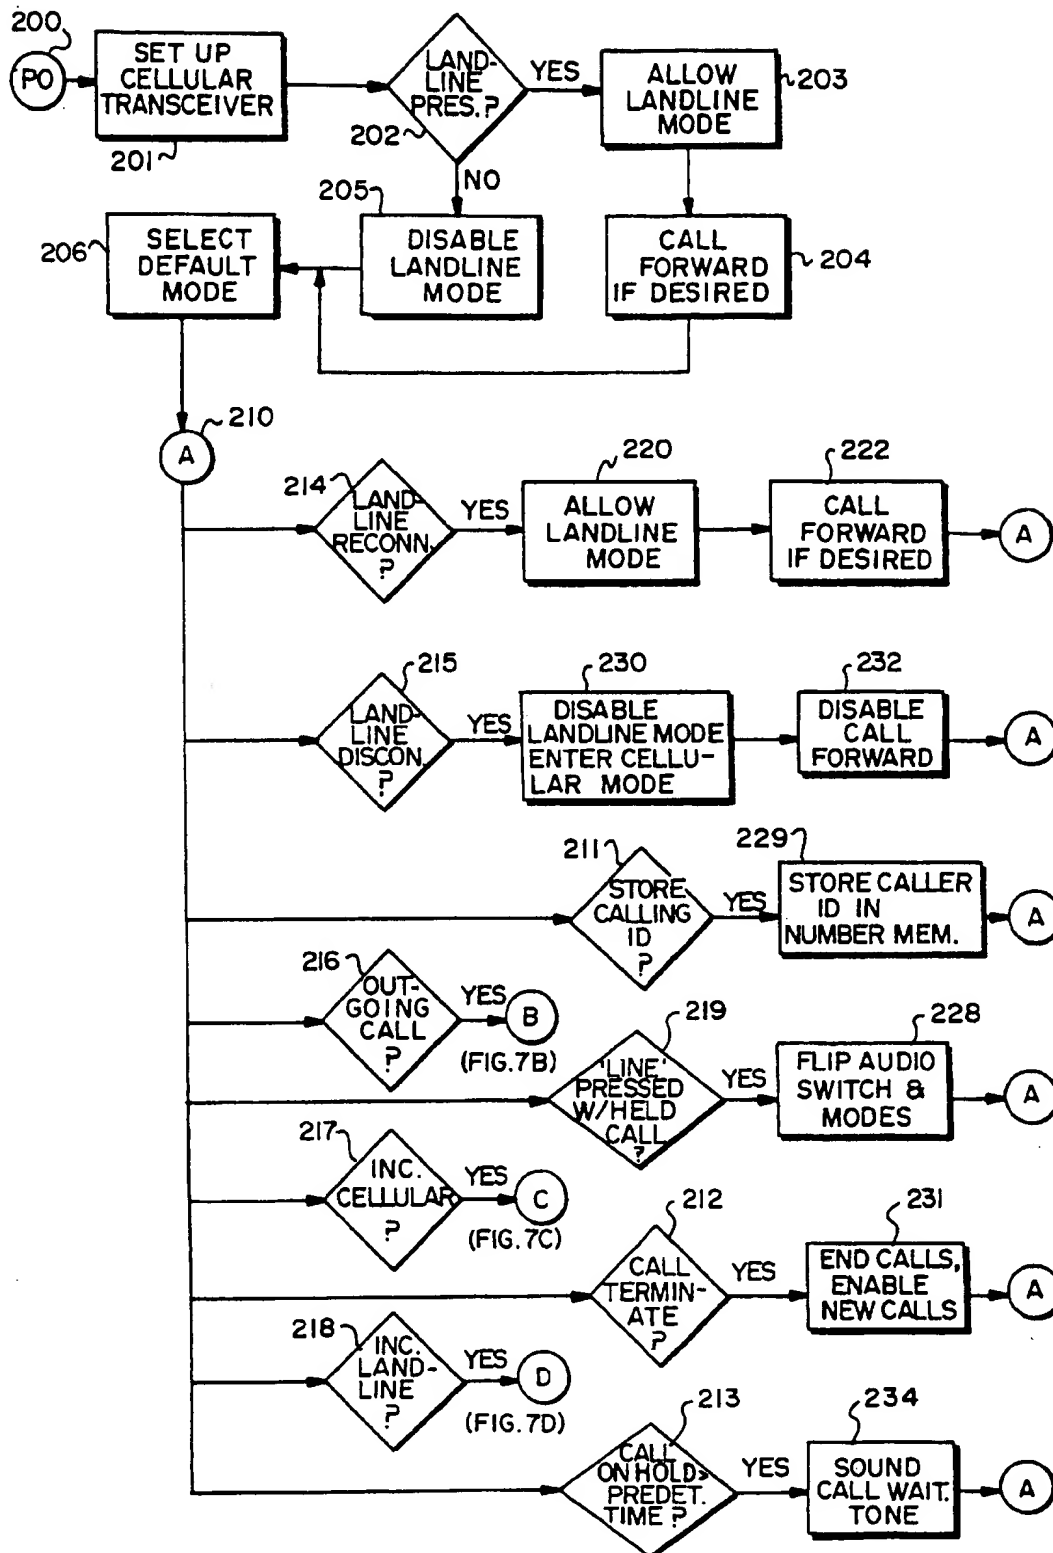 200
PO
SET UP
CELLULAR
TRANSCEIVER
201
LAND-
LINE
PRES.?
202
YES
NO
ALLOW
LANDLINE
MODE
203
CALL
FORWARD
IF DESIRED
204
205
DISABLE
LANDLINE
MODE
206
SELECT
DEFAULT
MODE
210
A
214
LAND-
LINE
RECONN.
?
YES
220
ALLOW
LANDLINE
MODE
222
CALL
FORWARD
IF DESIRED
A
215
LAND-
LINE
DISCON.
?
YES
230
DISABLE
LANDLINE MODE
ENTER CELLU-
LAR MODE
232
DISABLE
CALL
FORWARD
A
211
STORE
CALLING
ID
?
YES
229
STORE CALLER
ID IN
NUMBER MEM.
A
216
OUT-
GOING
CALL
?
YES
B
(FIG.7B)
219
'LINE'
PRESSED
W/HELD
CALL
?
YES
228
FLIP AUDIO
SWITCH &
MODES
A
217
INC.
CELLULAR
?
YES
C
(FIG.7C)
212
CALL
TERMIN-
ATE
?
YES
231
END CALLS,
ENABLE
NEW CALLS
A
218
INC.
LAND-
LINE
?
YES
D
(FIG.7D)
213
CALL
ON HOLD>
PREDET.
TIME?
YES
234
SOUND
CALL WAIT.
TONE
A